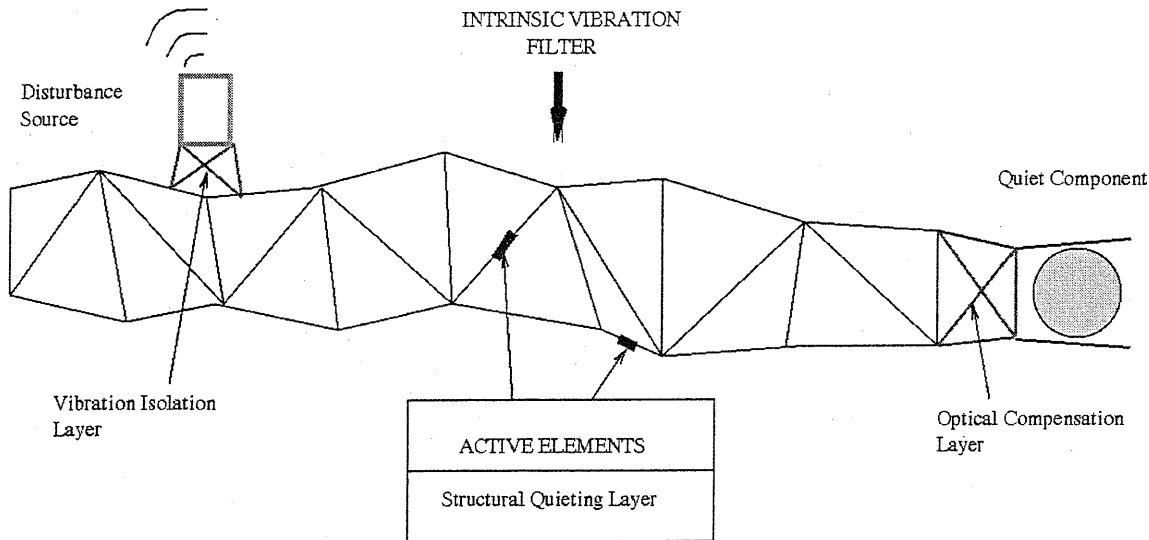 INTRINSIC VIBRATION
FILTER
Disturbance
Source
Quiet Component
Vibration Isolation
Layer
ACTIVE ELEMENTS
Structural Quieting Layer
Optical Compensation
Layer